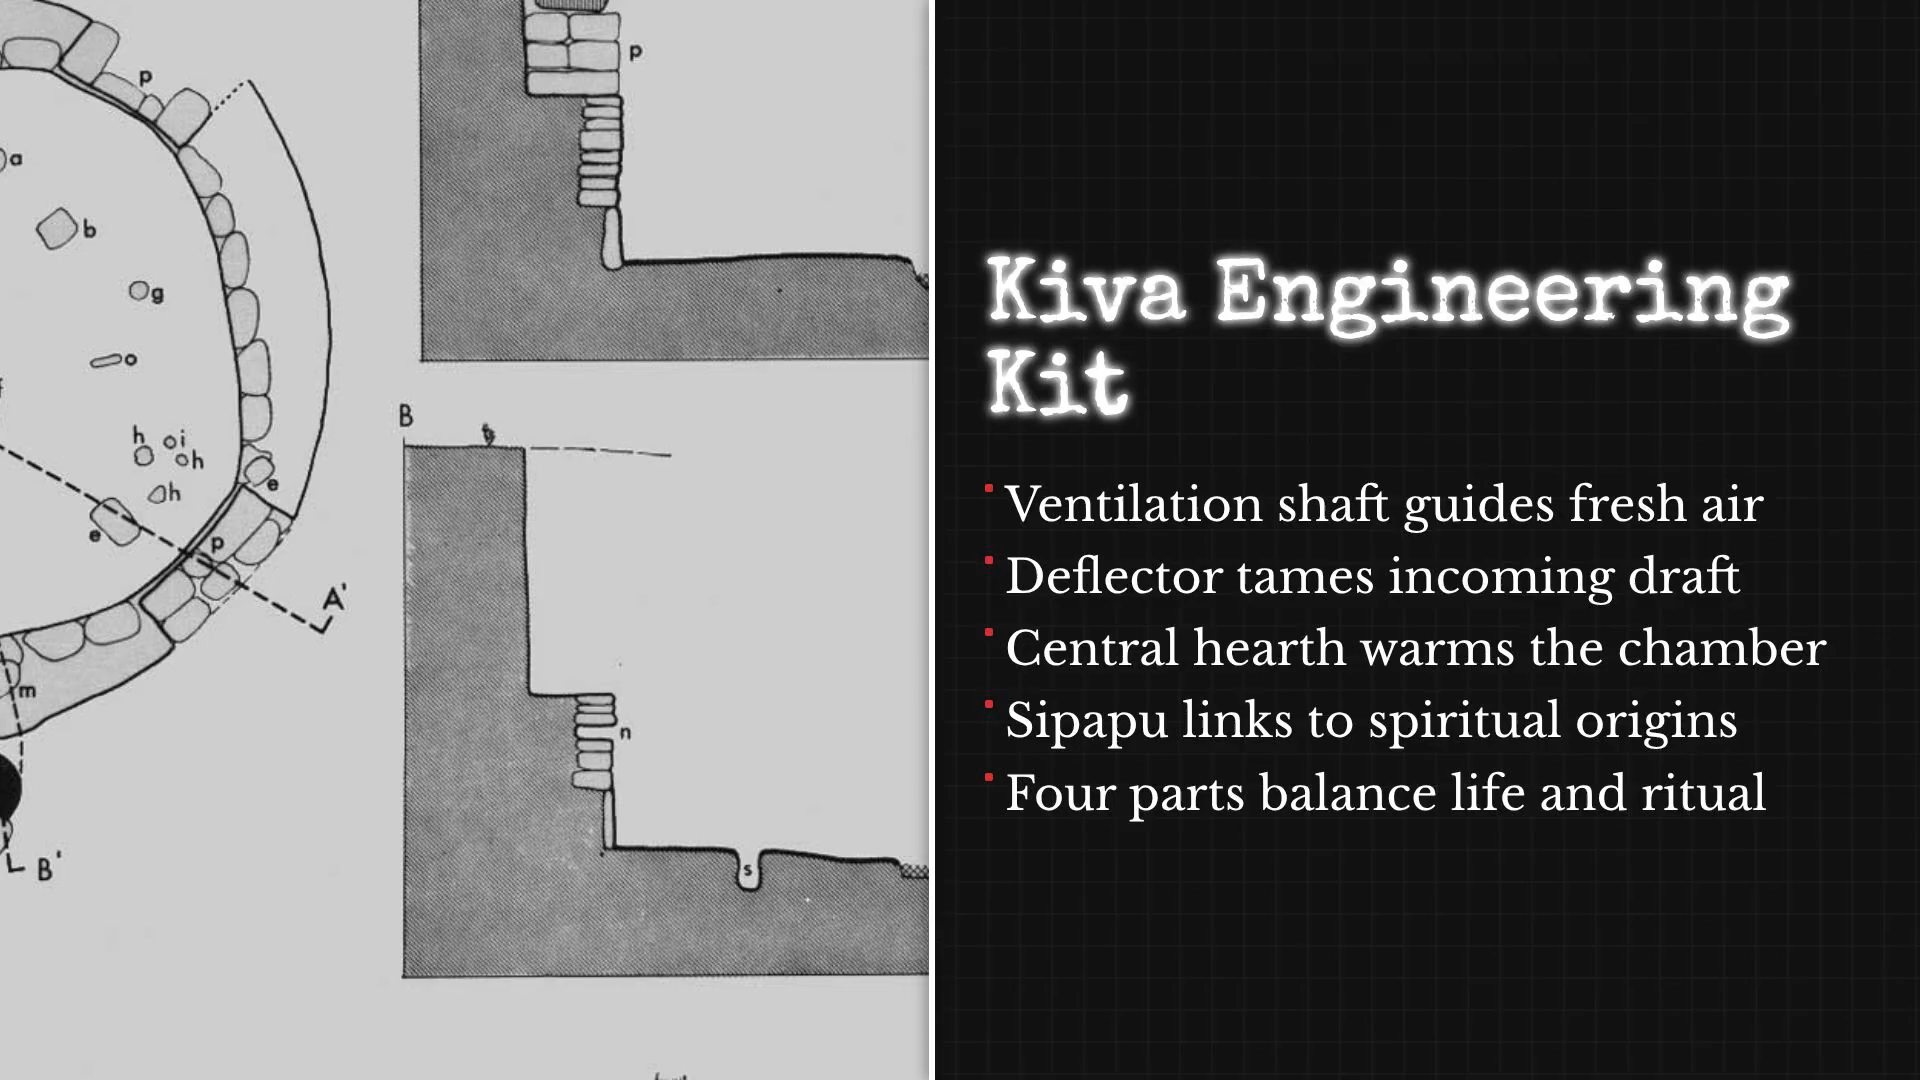 p
p
a
b
g
o
B
h
i
h
h
e
e
p
A'
n
m
s
B'
Kiva Engineering
Kit
Ventilation shaft guides fresh air
Deflector tames incoming draft
Central hearth warms the chamber
Sipapu links to spiritual origins
Four parts balance life and ritual